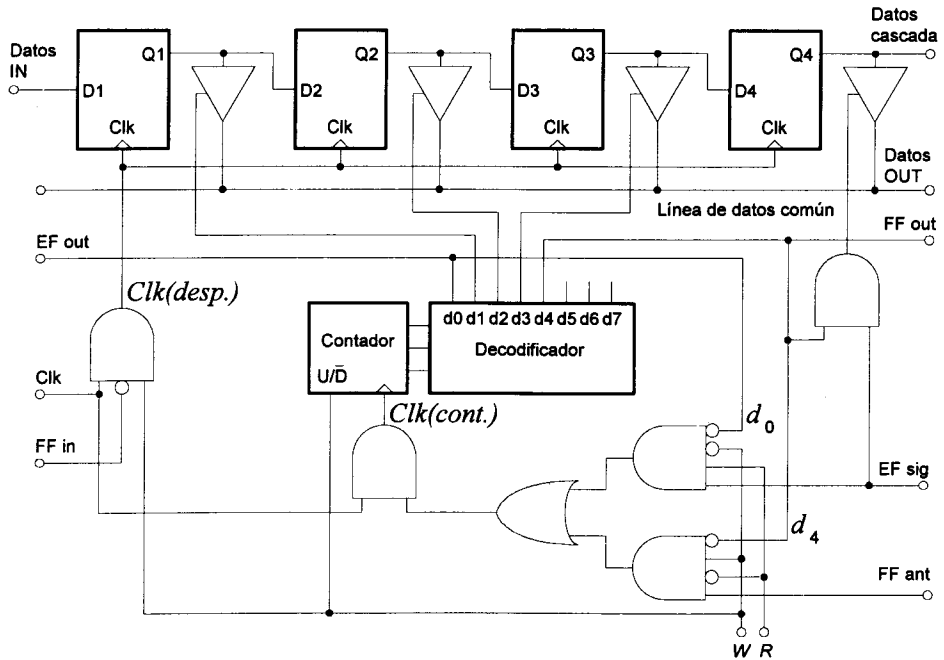 Datos
IN
Q1
D1
Clk
Q2
D2
Clk
Q3
D3
Clk
Q4
D4
Clk
Datos
cascada
Datos
OUT
Línea de datos común
EF out
FF out
Clk(desp.)
d0 d1 d2 d3 d4 d5 d6 d7
Decodificador
Contador
U/D̅
Clk
Clk(cont.)
d0
FF in
EF sig
d4
FF ant
W R